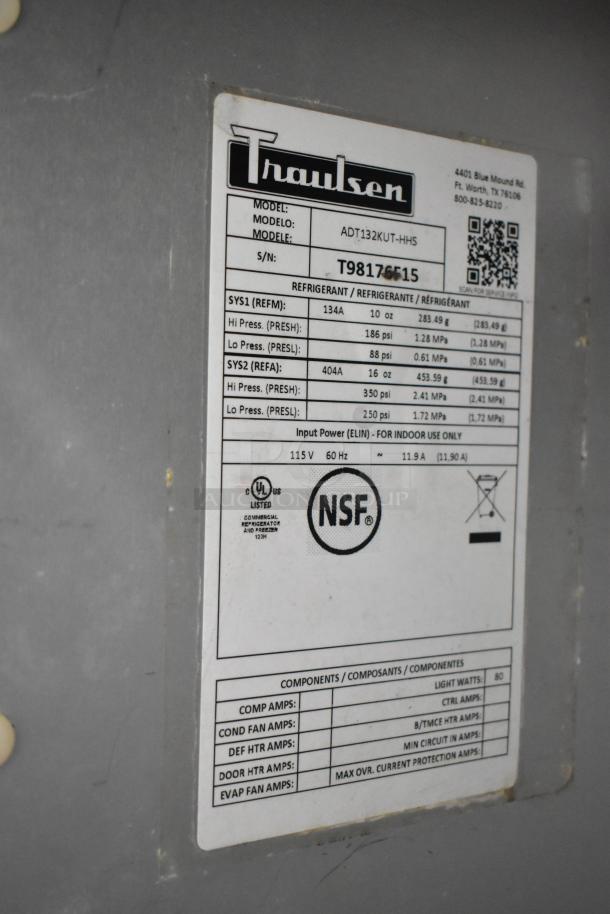 Traulsen
4401 Blue Mound Rd.
Ft. Worth, TX 76106
800-825-8220
SCAN FOR SERVICE INFO
MODEL:
MODELO:
MODELE:
ADT132KUT-HHS
S/N:
T98176F15
REFRIGERANT / REFRIGERANTE / RÉFRIGÉRANT
SYS1 (REFM): 134A 10 oz 283.49 g (283.49 g)
Hi Press. (PRESH): 186 psi 1.28 MPa (1,28 MPa)
Lo Press. (PRESL): 88 psi 0.61 MPa (0,61 MPa)
SYS2 (REFA): 404A 16 oz 453.59 g (453.59 g)
Hi Press. (PRESH): 350 psi 2.41 MPa (2,41 MPa)
Lo Press. (PRESL): 250 psi 1.72 MPa (1,72 MPa)
Input Power (ELIN) - FOR INDOOR USE ONLY
115 V 60 Hz ~ 11.9 A (11,90 A)
C UL US
LISTED
COMMERCIAL
REFRIGERATOR
AND FREEZER
123H
NSF®
AUCTION GROUP
COMPONENTS / COMPOSANTS / COMPONENTES
COMP AMPS: LIGHT WATTS: 80
COND FAN AMPS: CTRL AMPS:
DEF HTR AMPS: B/TMCE HTR AMPS:
DOOR HTR AMPS: MIN CIRCUIT IN AMPS:
EVAP FAN AMPS: MAX OVR. CURRENT PROTECTION AMPS: